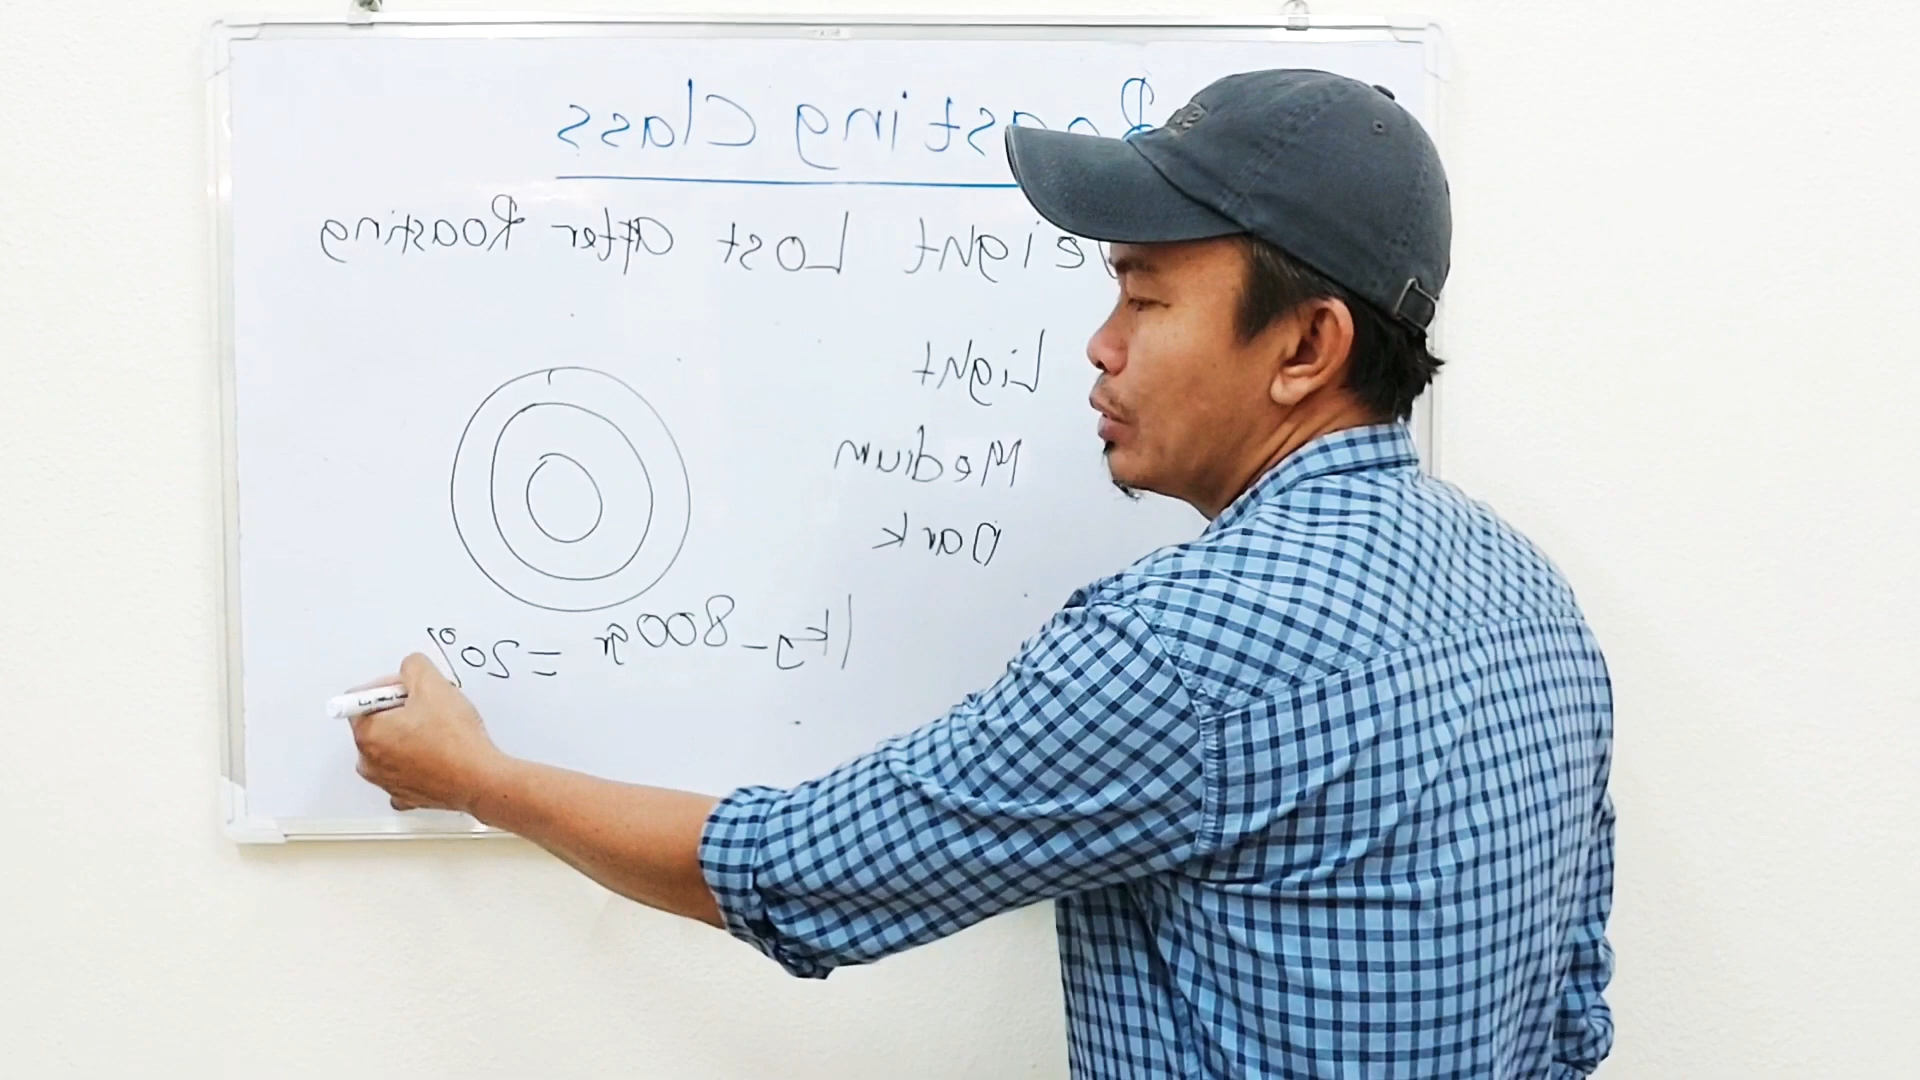 Roasting Class
Weight Lost after Roasting
Light
Medium
Dark
1kg-800gr =20%